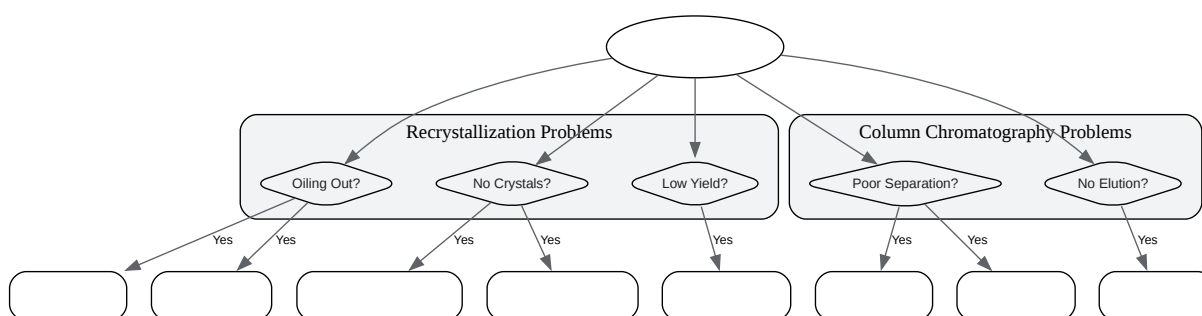 Recrystallization Problems
Column Chromatography Problems
Oiling Out?
No Crystals?
Low Yield?
Poor Separation?
No Elution?
Yes
Yes
Yes
Yes
Yes
Yes
Yes
Yes